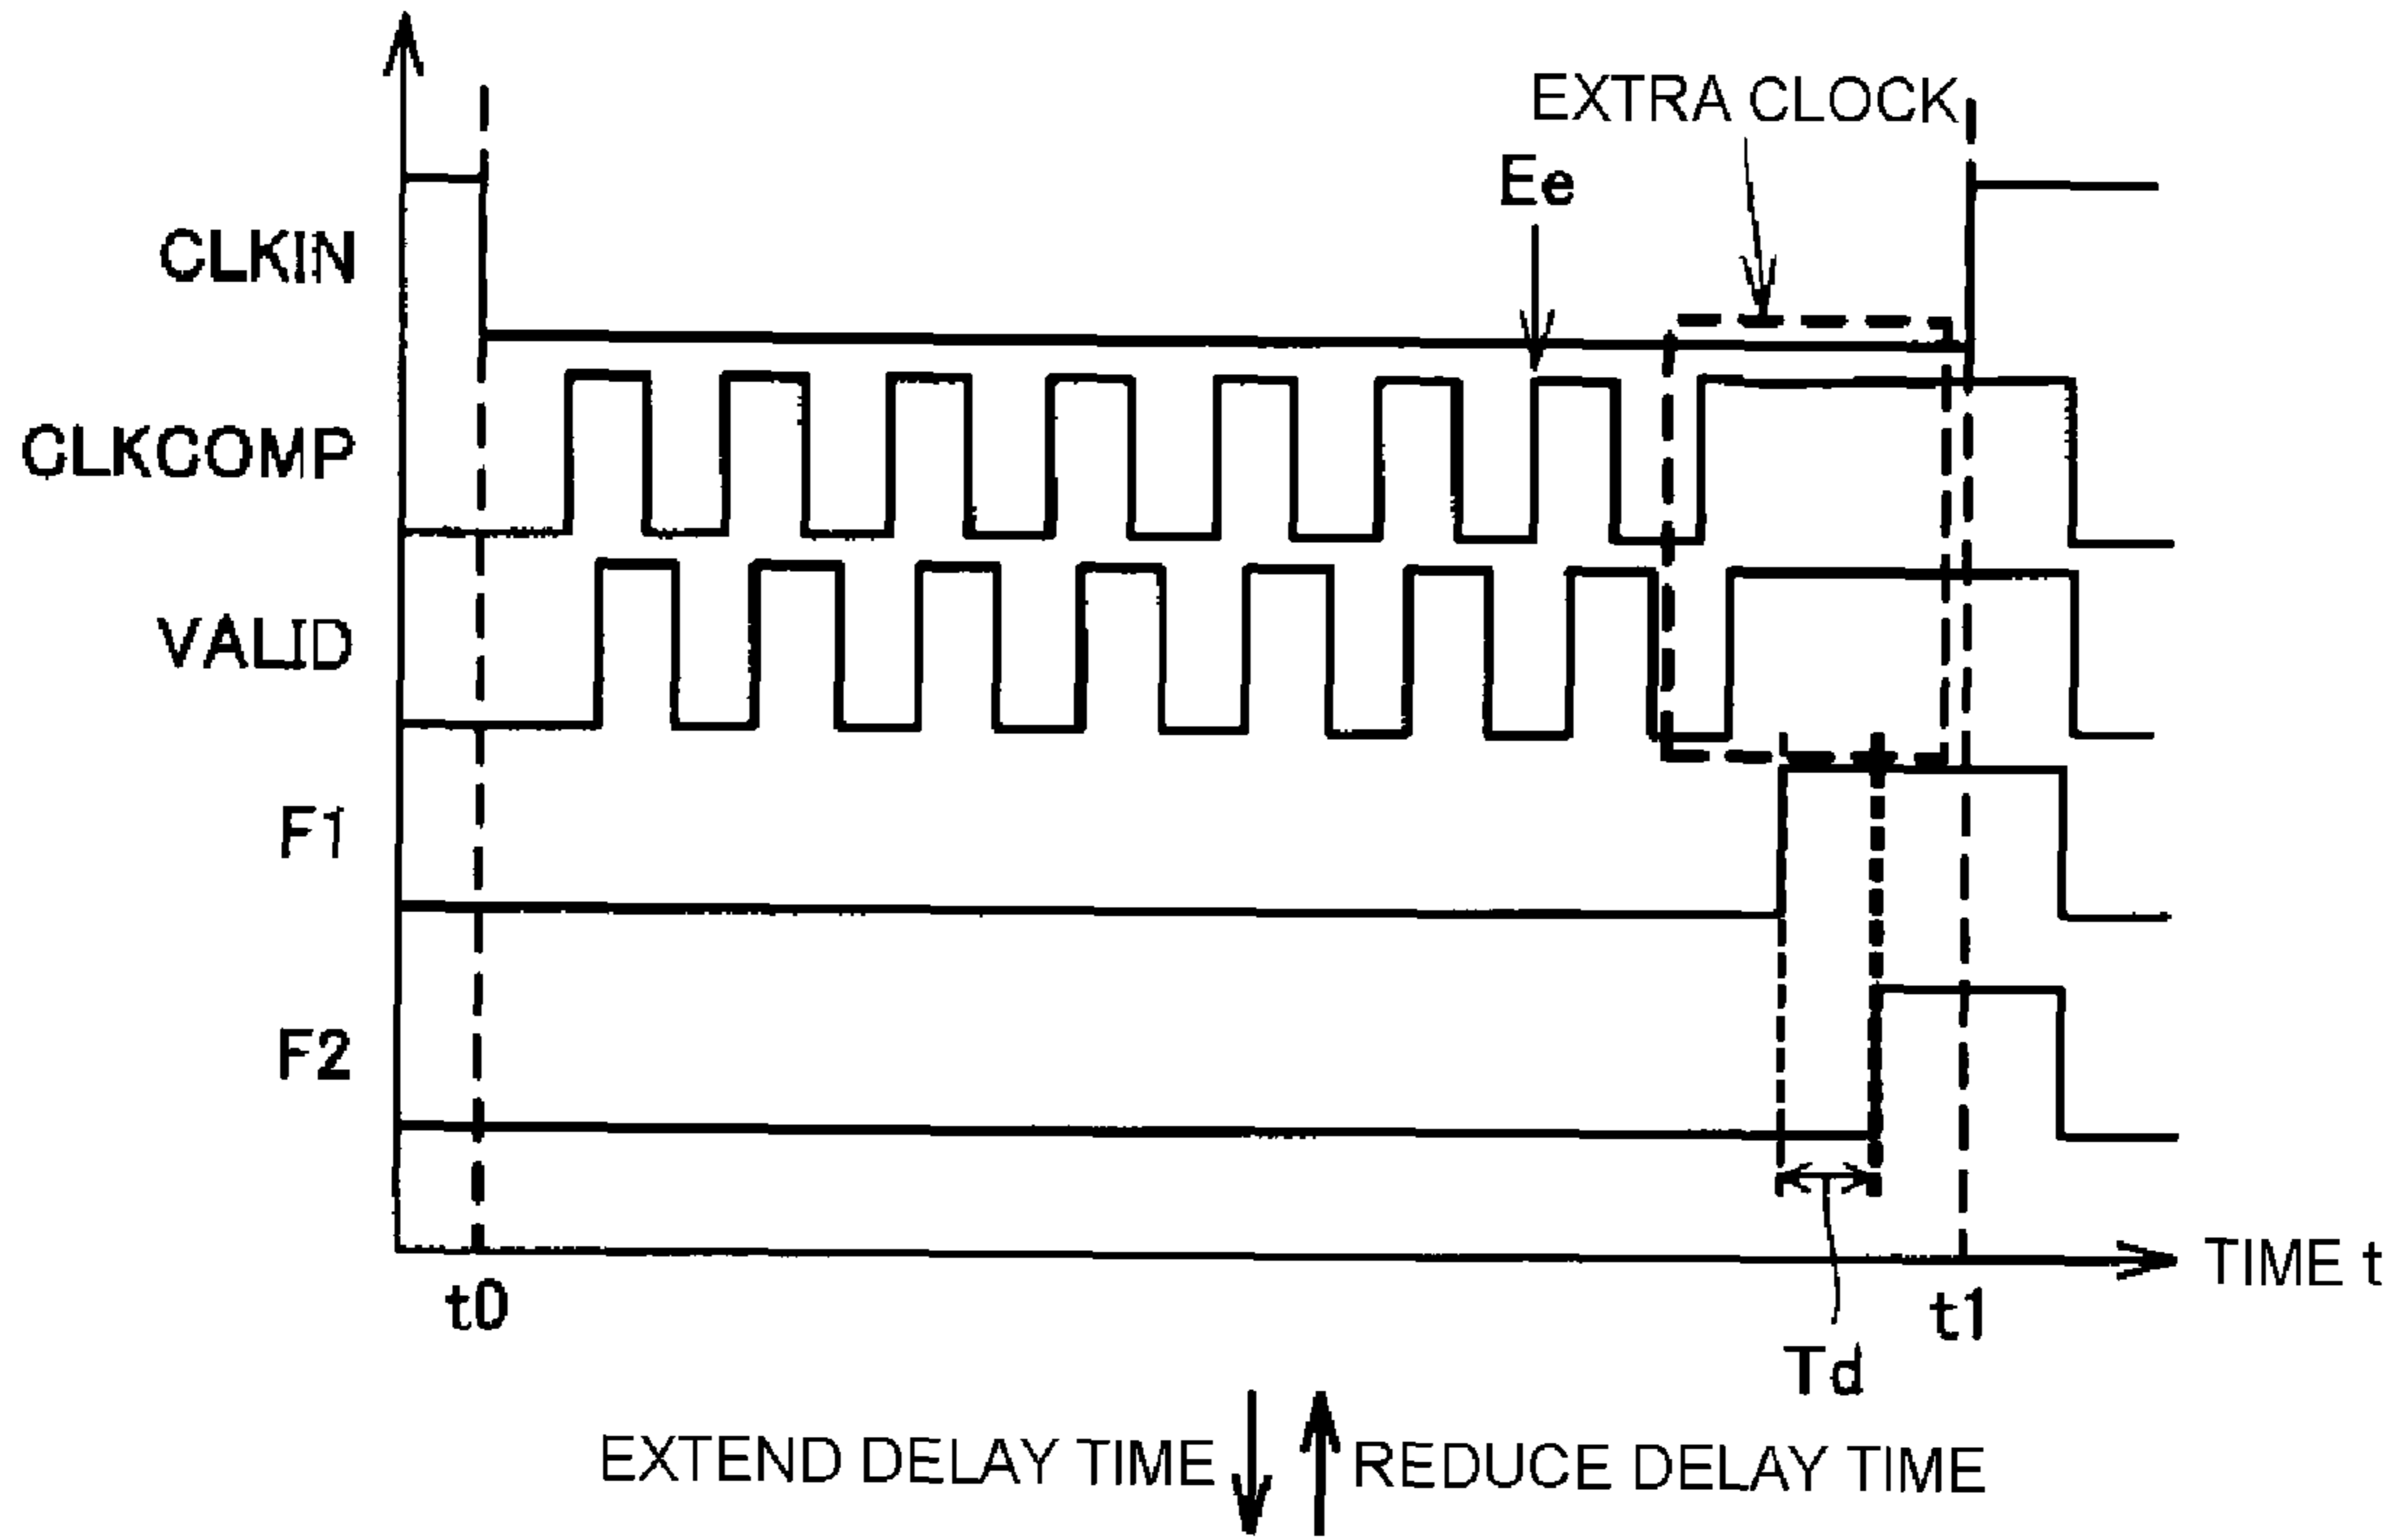 EXTRA CLOCK
Ee
CLKIN
CLKCOMP
VALID
F1
F2
TIME t
t0
t1
Td
EXTEND DELAY TIME
REDUCE DELAY TIME